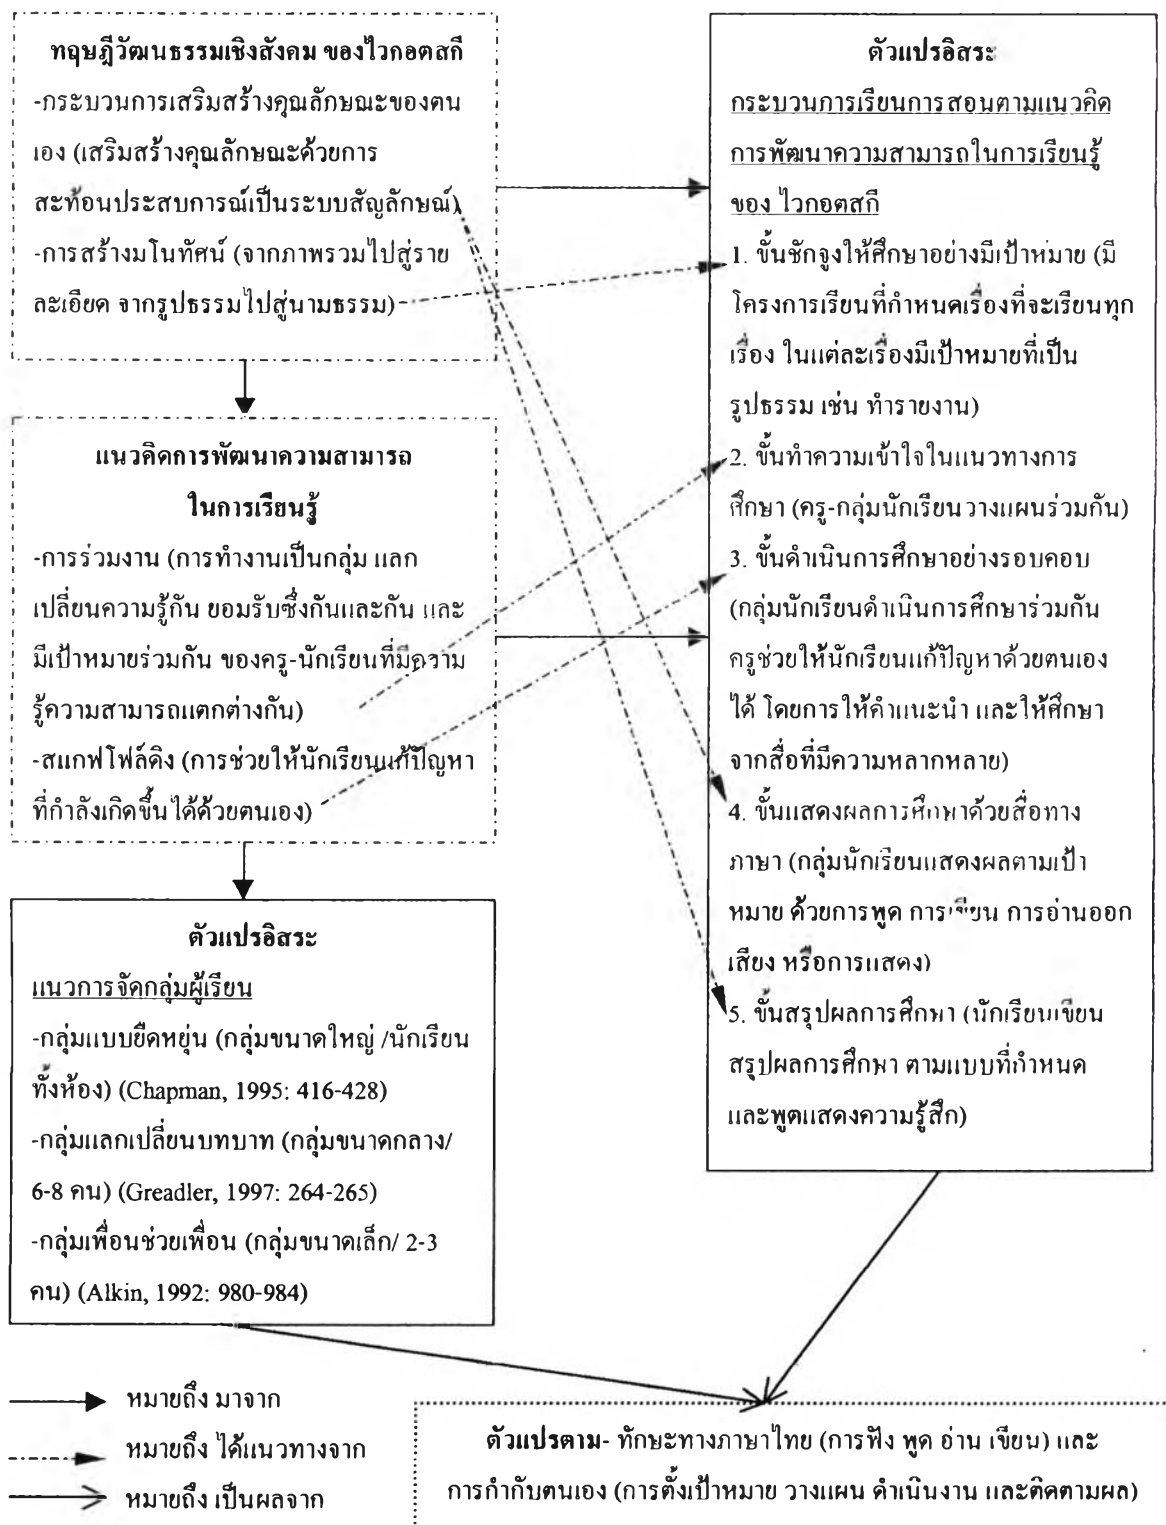 ทฤษฎีวัฒนธรรมเชิงสังคม ของไวกอตสกี
-กระบวนการเสริมสร้างคุณลักษณะของตน
เอง (เสริมสร้างคุณลักษณะด้วยการ
สะท้อนประสบการณ์เป็นระบบสัญลักษณ์)
-การสร้างมโนทัศน์ (จากภาพรวมไปสู่ราย
ละเอียด จากรูปธรรมไปสู่นามธรรม)
แนวคิดการพัฒนาความสามารถ
ในการเรียนรู้
-การร่วมงาน (การทำงานเป็นกลุ่ม แลก
เปลี่ยนความรู้กัน ยอมรับซึ่งกันและกัน และ
มีเป้าหมายร่วมกัน ของครู-นักเรียนที่มีความ
รู้ความสามารถแตกต่างกัน)
-สแกฟโฟล์ดิง (การช่วยให้นักเรียนแก้ปัญหา
ที่กำลังเกิดขึ้นได้ด้วยตนเอง)
ตัวแปรอิสระ
แนวการจัดกลุ่มผู้เรียน
-กลุ่มแบบยืดหยุ่น (กลุ่มขนาดใหญ่ /นักเรียน
ทั้งห้อง) (Chapman, 1995: 416-428)
-กลุ่มแลกเปลี่ยนบทบาท (กลุ่มขนาดกลาง/
6-8 คน) (Greadler, 1997: 264-265)
-กลุ่มเพื่อนช่วยเพื่อน (กลุ่มขนาดเล็ก/ 2-3
คน) (Alkin, 1992: 980-984)
ตัวแปรอิสระ
กระบวนการเรียนการสอนตามแนวคิด
การพัฒนาความสามารถในการเรียนรู้
ของ ไวกอตสกี
1. ขั้นชักจูงให้ศึกษาอย่างมีเป้าหมาย (มี
โครงการเรียนที่กำหนดเรื่องที่จะเรียนทุก
เรื่อง ในแต่ละเรื่องมีเป้าหมายที่เป็น
รูปธรรม เช่น ทำรายงาน)
2. ขั้นทำความเข้าใจในแนวทางการ
ศึกษา (ครู-กลุ่มนักเรียน วางแผนร่วมกัน)
3. ขั้นดำเนินการศึกษาอย่างรอบคอบ
(กลุ่มนักเรียนดำเนินการศึกษาร่วมกัน
ครูช่วยให้นักเรียนแก้ปัญหาด้วยตนเอง
ได้ โดยการให้คำแนะนำ และให้ศึกษา
จากสื่อที่มีความหลากหลาย)
4. ขั้นแสดงผลการศึกษาด้วยสื่อทาง
ภาษา (กลุ่มนักเรียนแสดงผลตามเป้า
หมาย ด้วยการพูด การเขียน การอ่านออก
เสียง หรือการแสดง)
5. ขั้นสรุปผลการศึกษา (นักเรียนเขียน
สรุปผลการศึกษา ตามแบบที่กำหนด
และพูดแสดงความรู้สึก)
หมายถึง มาจาก
หมายถึง ได้แนวทางจาก
หมายถึง เป็นผลจาก
ตัวแปรตาม- ทักษะทางภาษาไทย (การฟัง พูด อ่าน เขียน) และ
การกำกับตนเอง (การตั้งเป้าหมาย วางแผน ดำเนินงาน และติดตามผล)